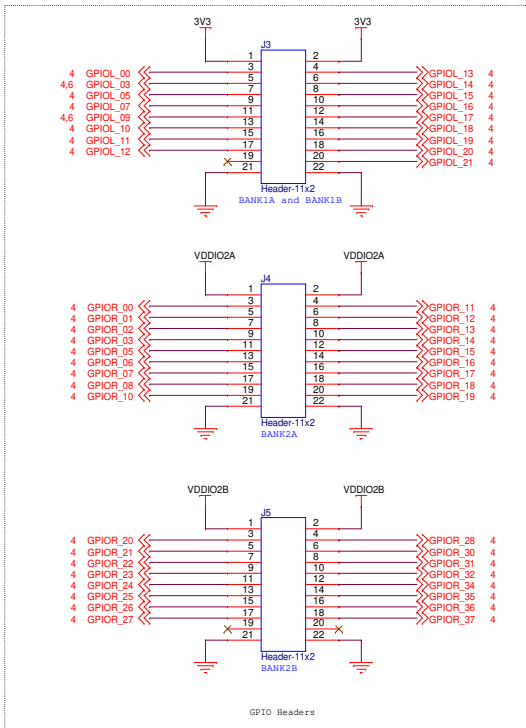 3V3 3V3
J3
1 2
4 GPIOL_00 3 4 GPIOL_13 4
4,6 GPIOL_03 5 6 GPIOL_14 4
4 GPIOL_05 7 8 GPIOL_15 4
4 GPIOL_07 9 10 GPIOL_16 4
4,6 GPIOL_09 11 12 GPIOL_17 4
4 GPIOL_10 13 14 GPIOL_18 4
4 GPIOL_11 15 16 GPIOL_19 4
4 GPIOL_12 17 18 GPIOL_20 4
19 20 GPIOL_21 4
21 22
Header-11x2
BANK1A and BANK1B
VDDIO2A VDDIO2A
J4
1 2
4 GPIOR_00 3 4 GPIOR_11 4
4 GPIOR_01 5 6 GPIOR_12 4
4 GPIOR_02 7 8 GPIOR_13 4
4 GPIOR_03 9 10 GPIOR_14 4
4 GPIOR_05 11 12 GPIOR_15 4
4 GPIOR_06 13 14 GPIOR_16 4
4 GPIOR_07 15 16 GPIOR_17 4
4 GPIOR_08 17 18 GPIOR_18 4
4 GPIOR_10 19 20 GPIOR_19 4
21 22
Header-11x2
BANK2A
VDDIO2B VDDIO2B
J5
1 2
4 GPIOR_20 3 4 GPIOR_28 4
4 GPIOR_21 5 6 GPIOR_30 4
4 GPIOR_22 7 8 GPIOR_31 4
4 GPIOR_23 9 10 GPIOR_32 4
4 GPIOR_24 11 12 GPIOR_34 4
4 GPIOR_25 13 14 GPIOR_35 4
4 GPIOR_26 15 16 GPIOR_36 4
4 GPIOR_27 17 18 GPIOR_37 4
19 20
21 22
Header-11x2
BANK2B
GPIO Headers